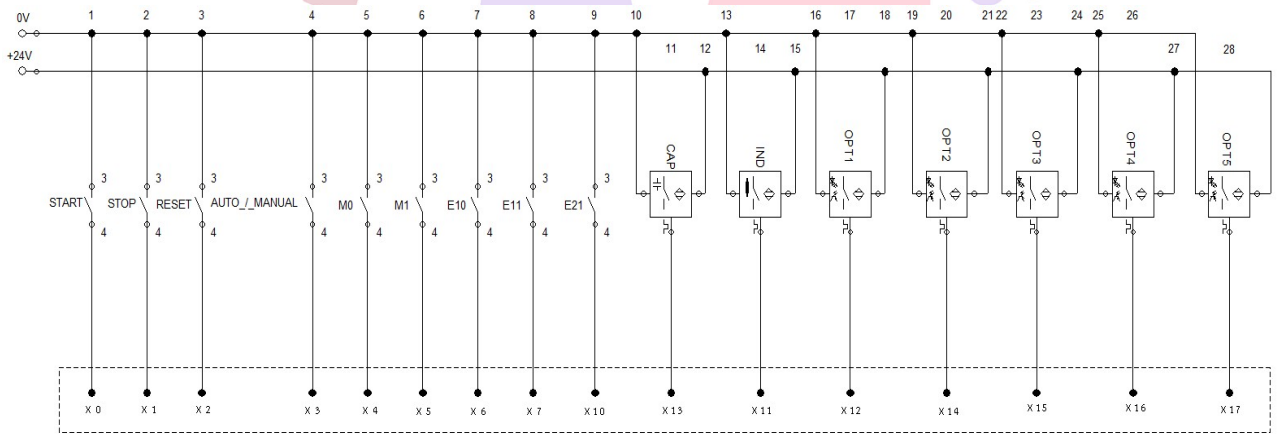 0V 1 2 3 4 5 6 7 8 9 10 13 16 17 18 19 20 21 22 23 24 25 26
+24V 11 12 14 15 27 28
CAP IND OPT1 OPT2 OPT3 OPT4 OPT5
3 3 3 3 3 3 3 3 3
START STOP RESET AUTO_/_MANUAL M0 M1 E10 E11 E21
4 4 4 4 4 4 4 4 4
X 0 X 1 X 2 X 3 X 4 X 5 X 6 X 7 X 10 X 13 X 11 X 12 X 14 X 15 X 16 X 17